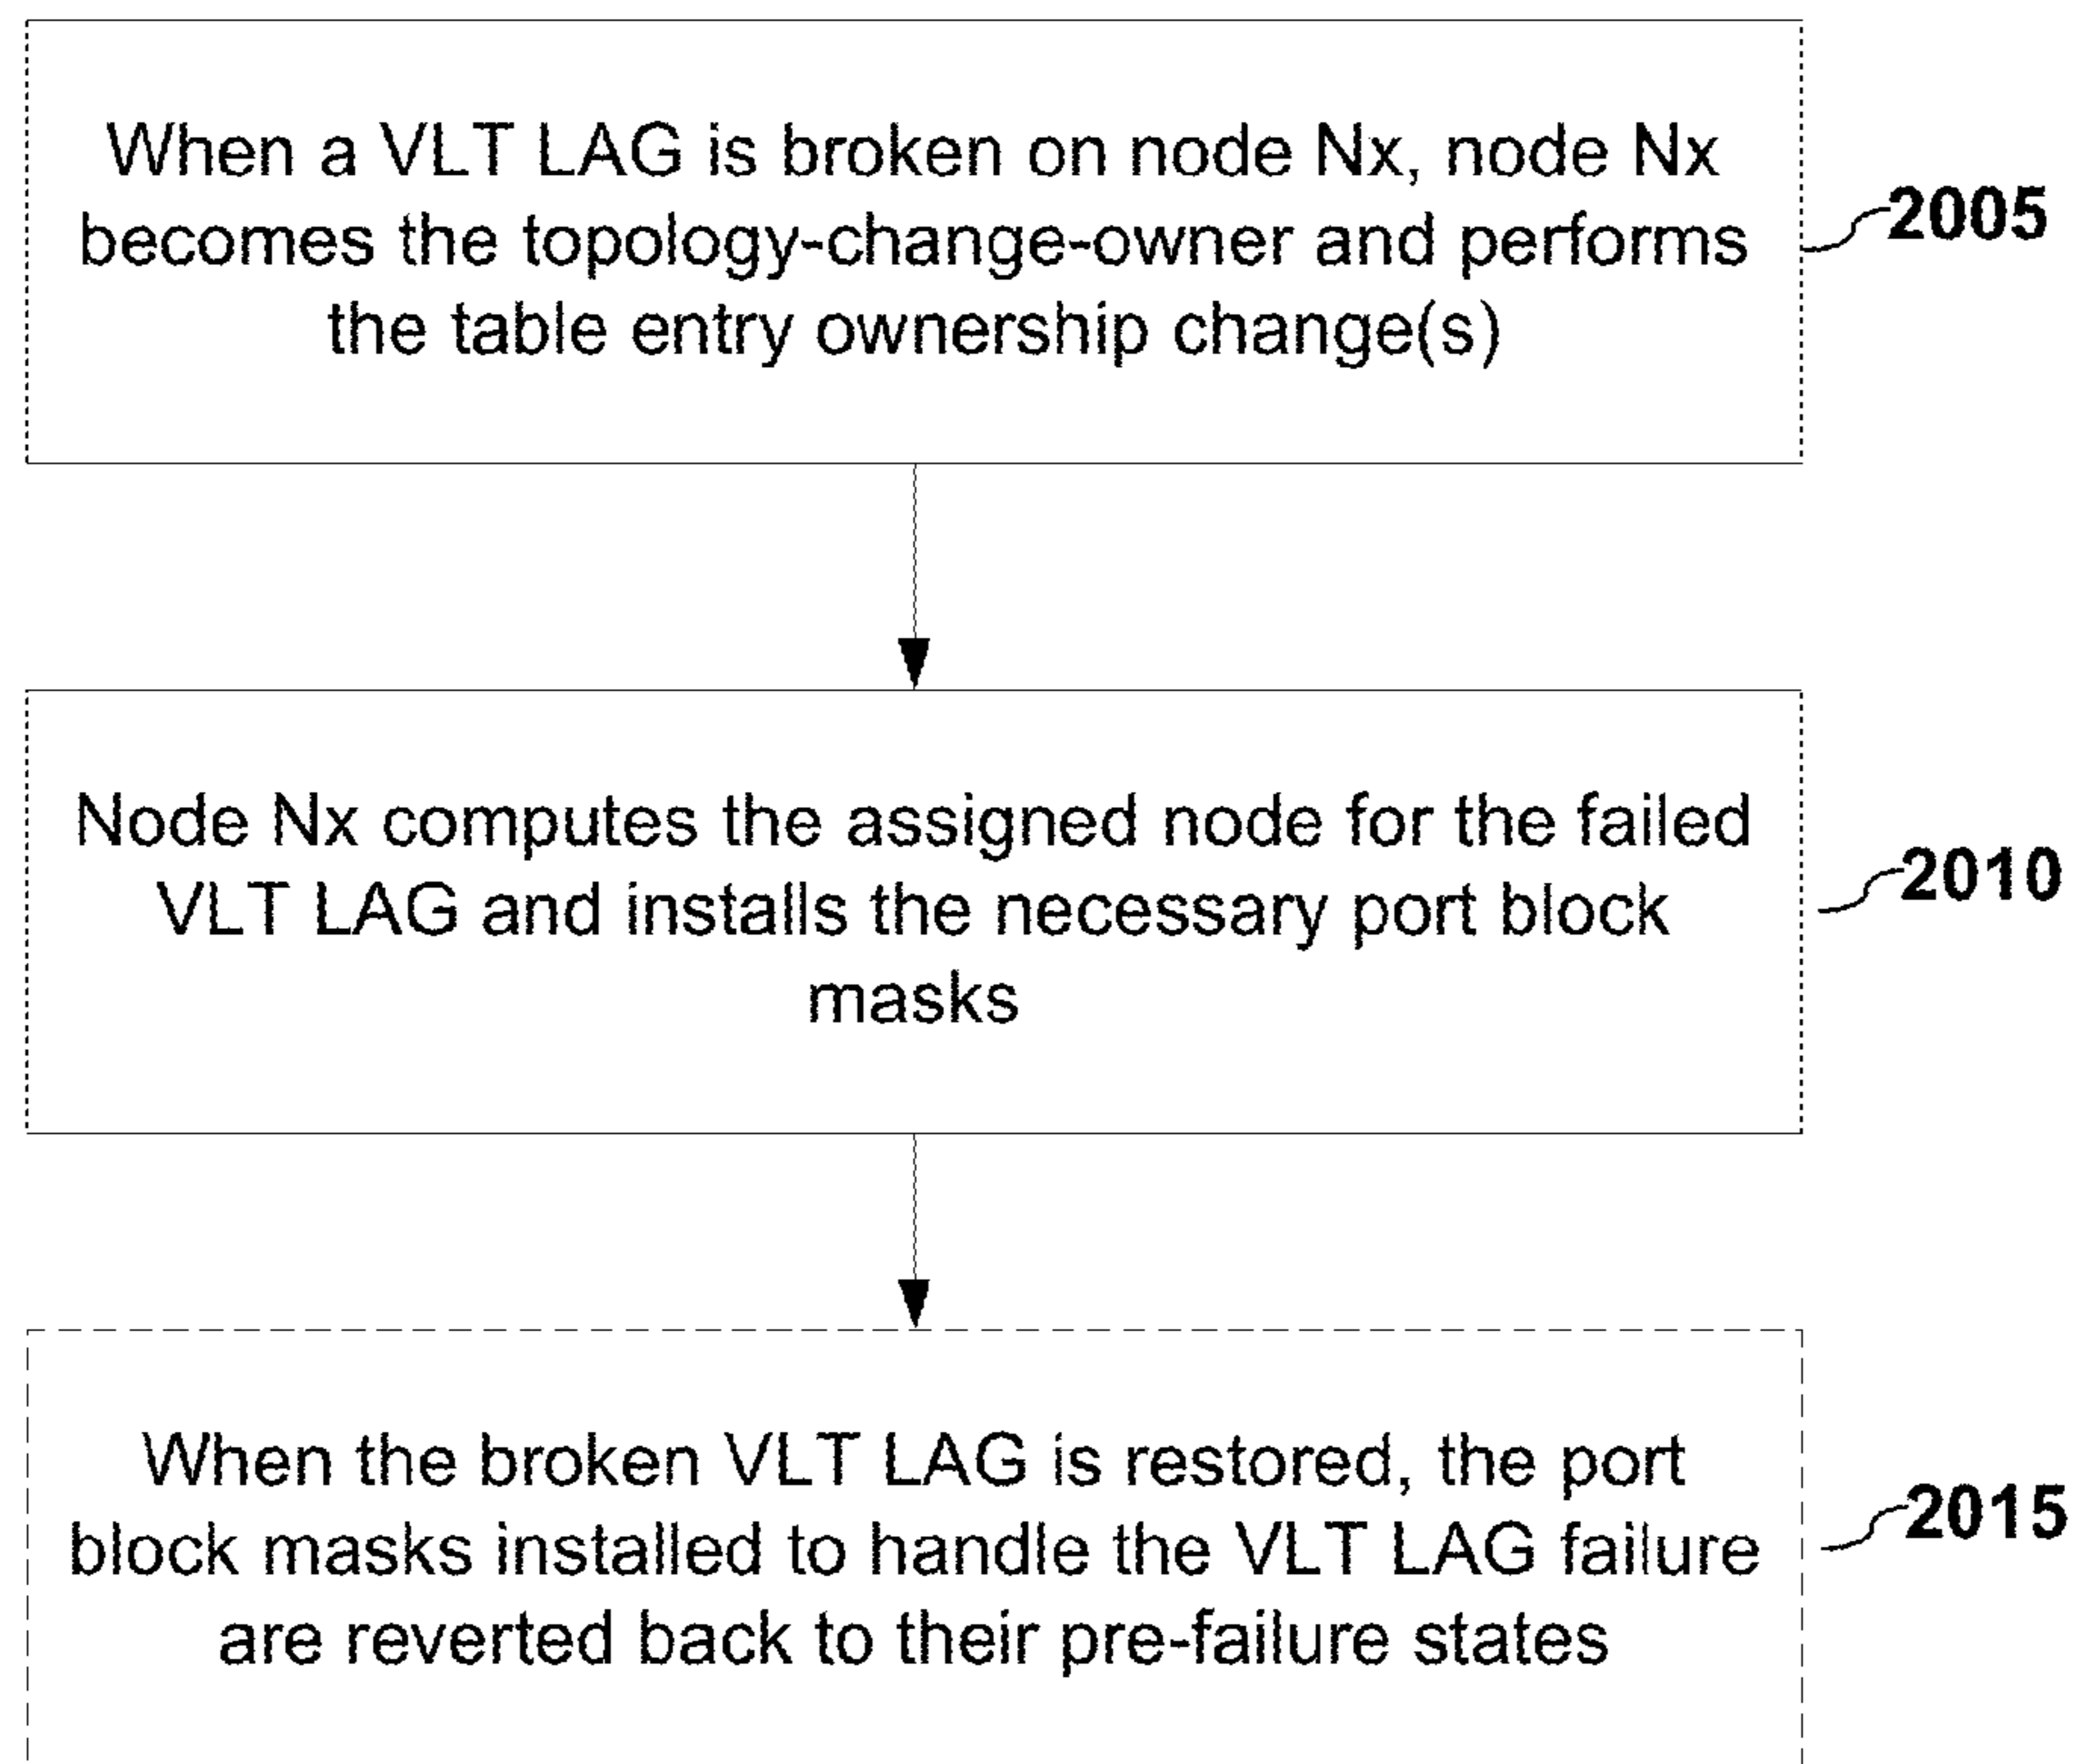 When a VLT LAG is broken on node Nx, node Nx
becomes the topology-change-owner and performs
the table entry ownership change(s)
2005
Node Nx computes the assigned node for the failed
VLT LAG and installs the necessary port block
masks
2010
When the broken VLT LAG is restored, the port
block masks installed to handle the VLT LAG failure
are reverted back to their pre-failure states
2015